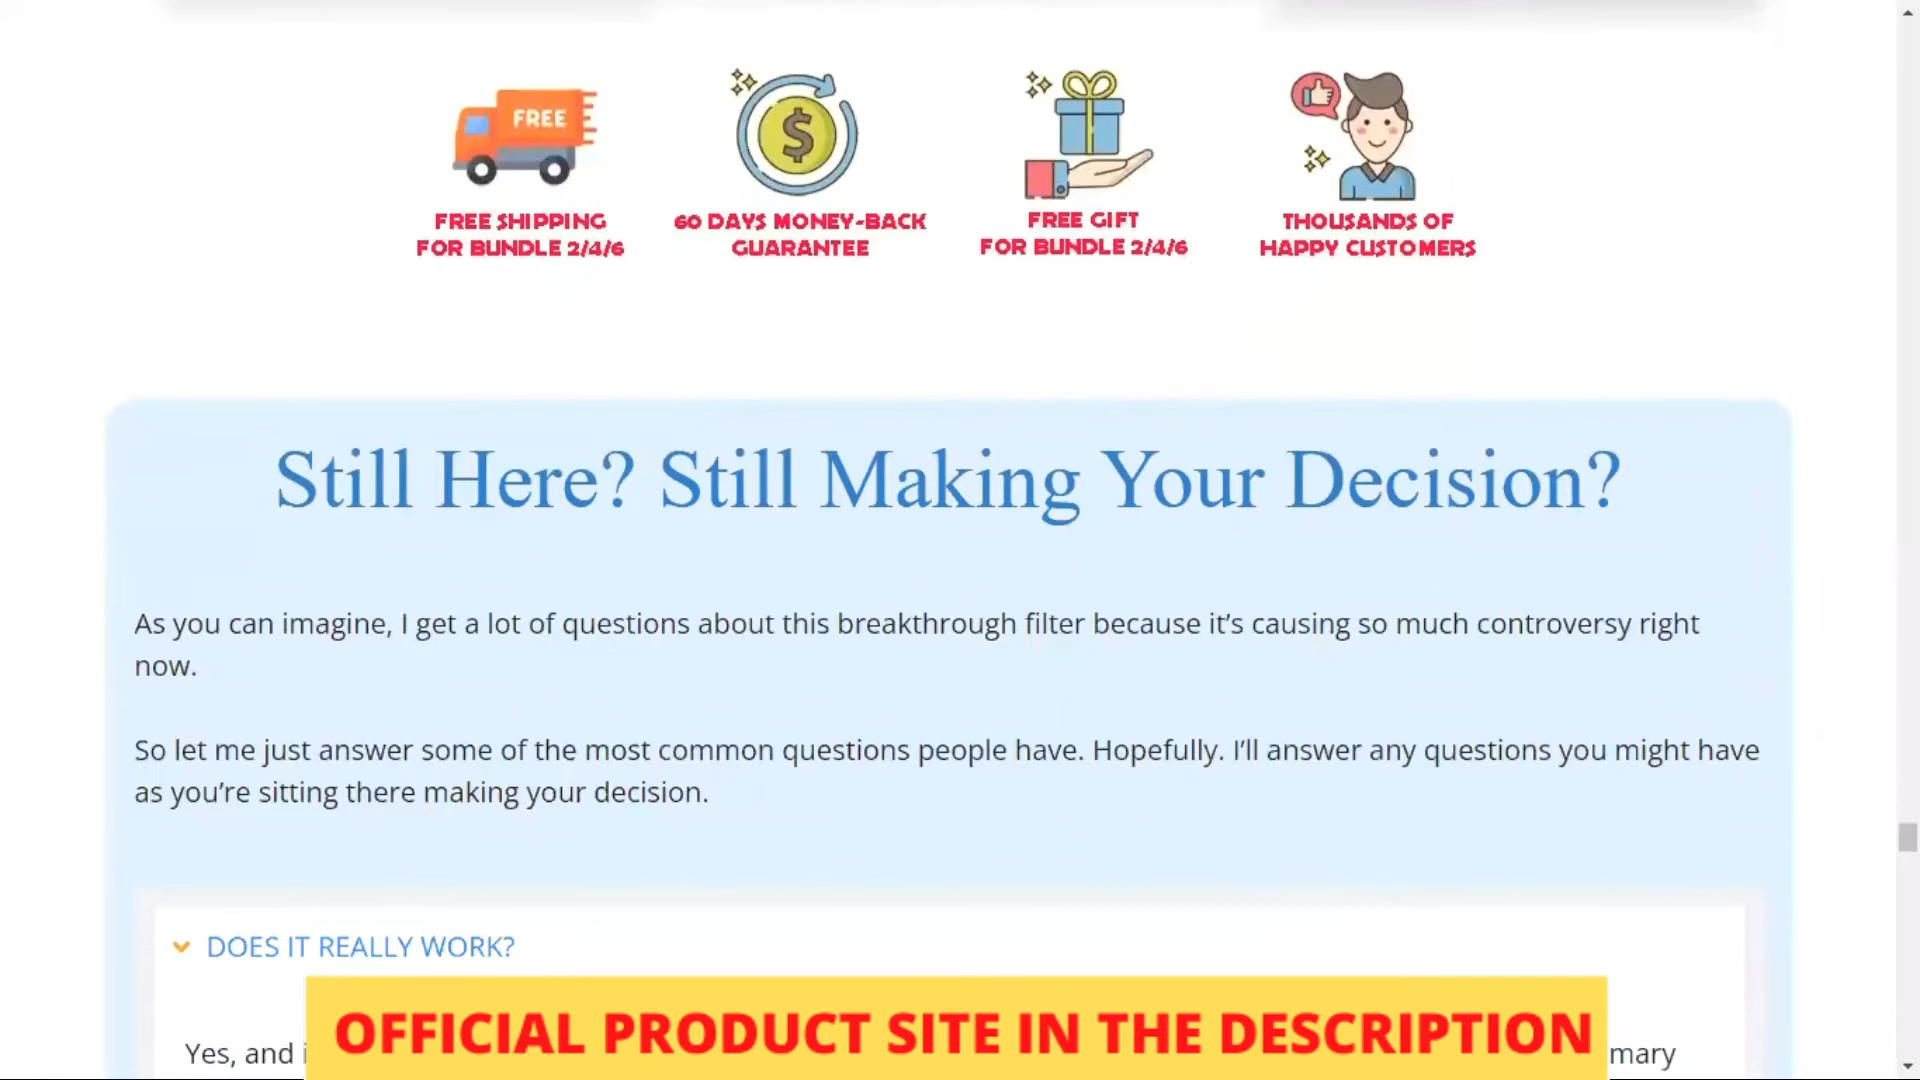 FREE
FREE SHIPPING
FOR BUNDLE 2/4/6
60 DAYS MONEY-BACK
GUARANTEE
FREE GIFT
FOR BUNDLE 2/4/6
THOUSANDS OF
HAPPY CUSTOMERS
Still Here? Still Making Your Decision?
As you can imagine, I get a lot of questions about this breakthrough filter because it’s causing so much controversy right
now.
So let me just answer some of the most common questions people have. Hopefully. I’ll answer any questions you might have
as you’re sitting there making your decision.
DOES IT REALLY WORK?
Yes, and
OFFICIAL PRODUCT SITE IN THE DESCRIPTION